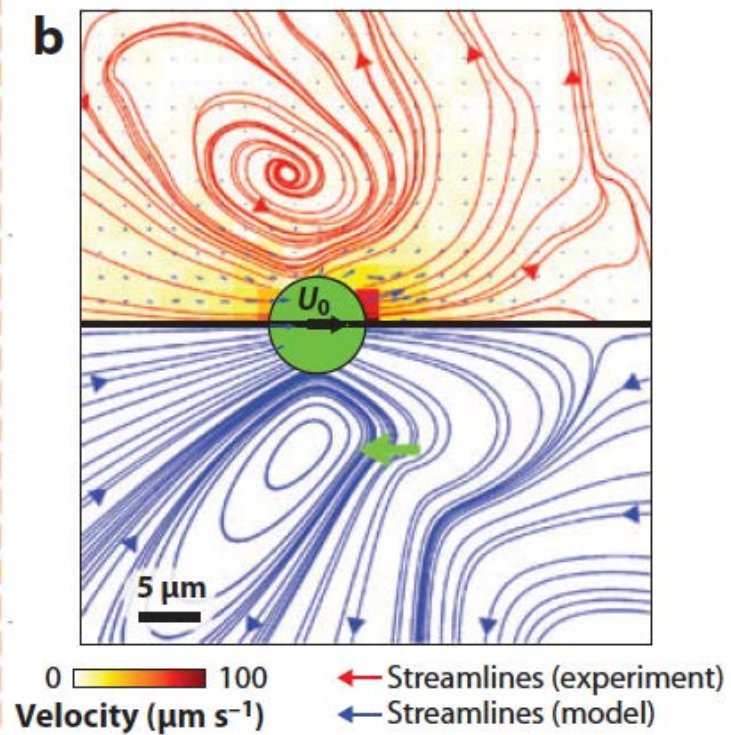 b
U₀
5 μm
0 100
Velocity (μm s⁻¹)
Streamlines (experiment)
Streamlines (model)